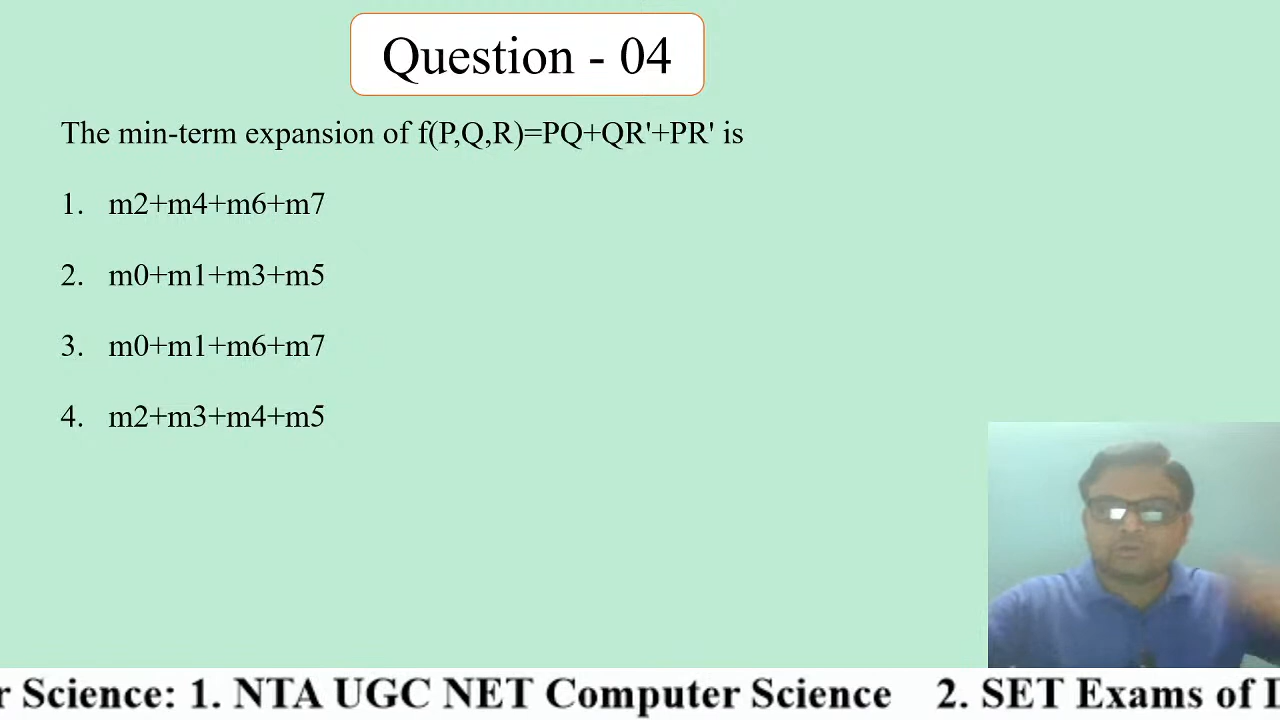 Question - 04
The min-term expansion of f(P,Q,R)=PQ+QR'+PR' is
1. m2+m4+m6+m7
2. m0+m1+m3+m5
3. m0+m1+m6+m7
4. m2+m3+m4+m5
r Science: 1. NTA UGC NET Computer Science 2. SET Exams of